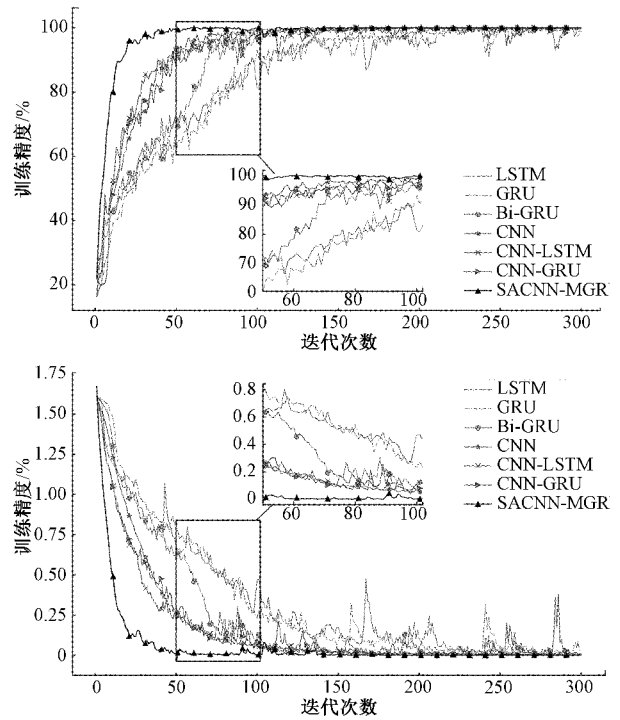 训练精度/%
100
80
60
40
20
100
90
80
70
60
80
100
LSTM
GRU
Bi-GRU
CNN
CNN-LSTM
CNN-GRU
SACNN-MGR
0
50
100
150
200
250
300
迭代次数
训练精度/%
1.75
1.50
1.25
1.00
0.75
0.50
0.25
0
0.8
0.6
0.4
0.2
0
60
80
100
LSTM
GRU
Bi-GRU
CNN
CNN-LSTM
CNN-GRU
SACNN-MGR
0
50
100
150
200
250
300
迭代次数